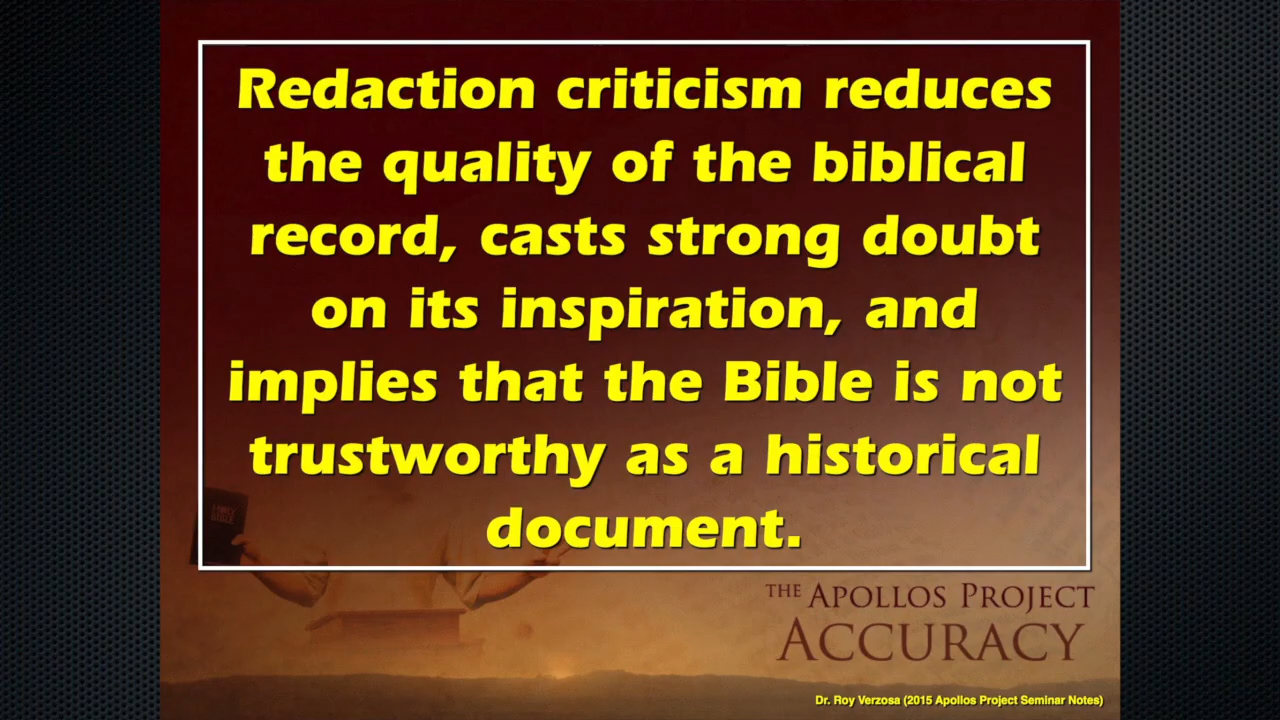 Redaction criticism reduces
the quality of the biblical
record, casts strong doubt
on its inspiration, and
implies that the Bible is not
trustworthy as a historical
document.
HOLY
BIBLE
THE APOLLOS PROJECT
ACCURACY
Dr. Roy Verzosa (2015 Apollos Project Seminar Notes)